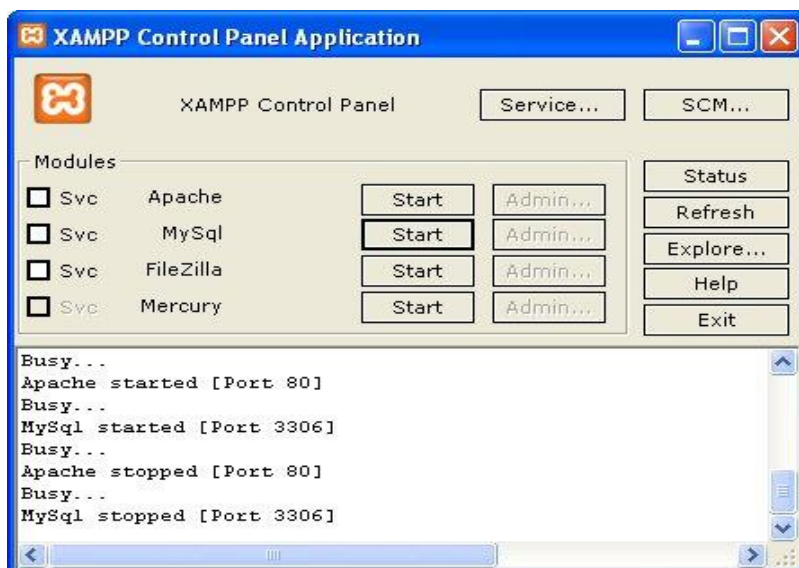 XAMPP Control Panel Application
XAMPP Control Panel Service... SCM...
Modules
Svc Apache Start Admin...
Svc MySql Start Admin...
Svc FileZilla Start Admin...
Svc Mercury Start Admin...
Status
Refresh
Explore...
Help
Exit
Busy...
Apache started [Port 80]
Busy...
MySql started [Port 3306]
Busy...
Apache stopped [Port 80]
Busy...
MySql stopped [Port 3306]